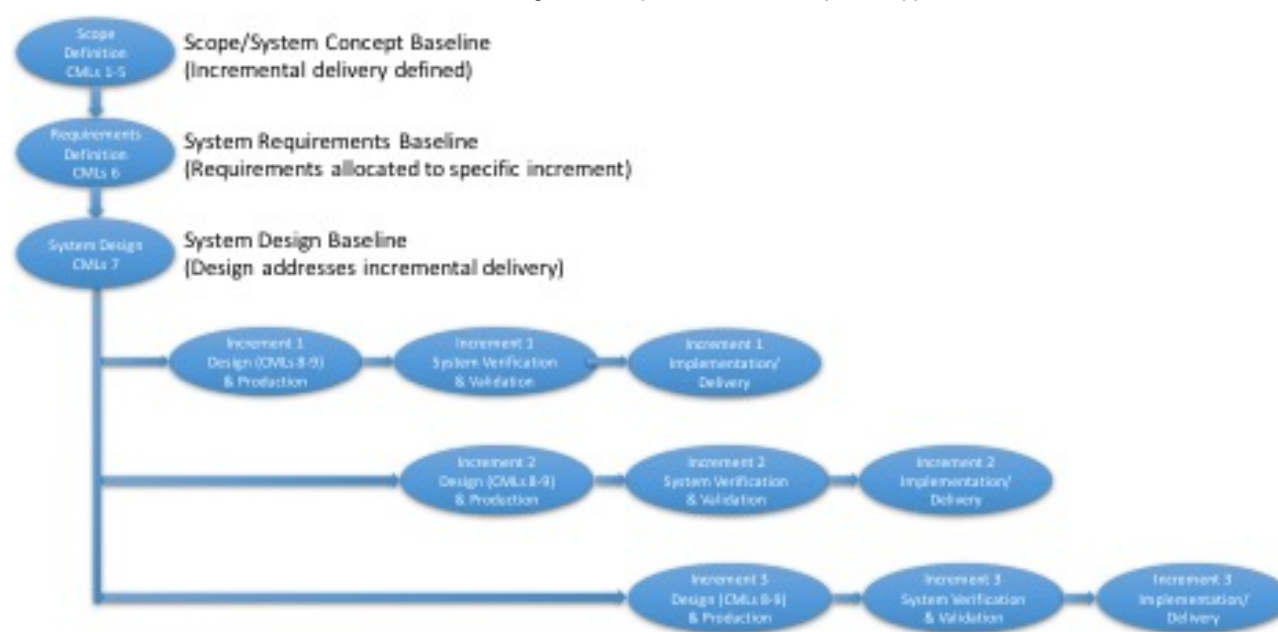 Scope
Definition
CMLs 1-5
Scope/System Concept Baseline
(Incremental delivery defined)
Requirements
Definition
CMLs 6
System Requirements Baseline
(Requirements allocated to specific increment)
System Design
CMLs 7
System Design Baseline
(Design addresses incremental delivery)
Increment 1
Design (CMLs 8-9)
& Production
Increment 1
System Verification
& Validation
Increment 1
Implementation/
Delivery
Increment 2
Design (CMLs 8-9)
& Production
Increment 2
System Verification
& Validation
Increment 2
Implementation/
Delivery
Increment 3
Design (CMLs 8-9)
& Production
Increment 3
System Verification
& Validation
Increment 3
Implementation/
Delivery